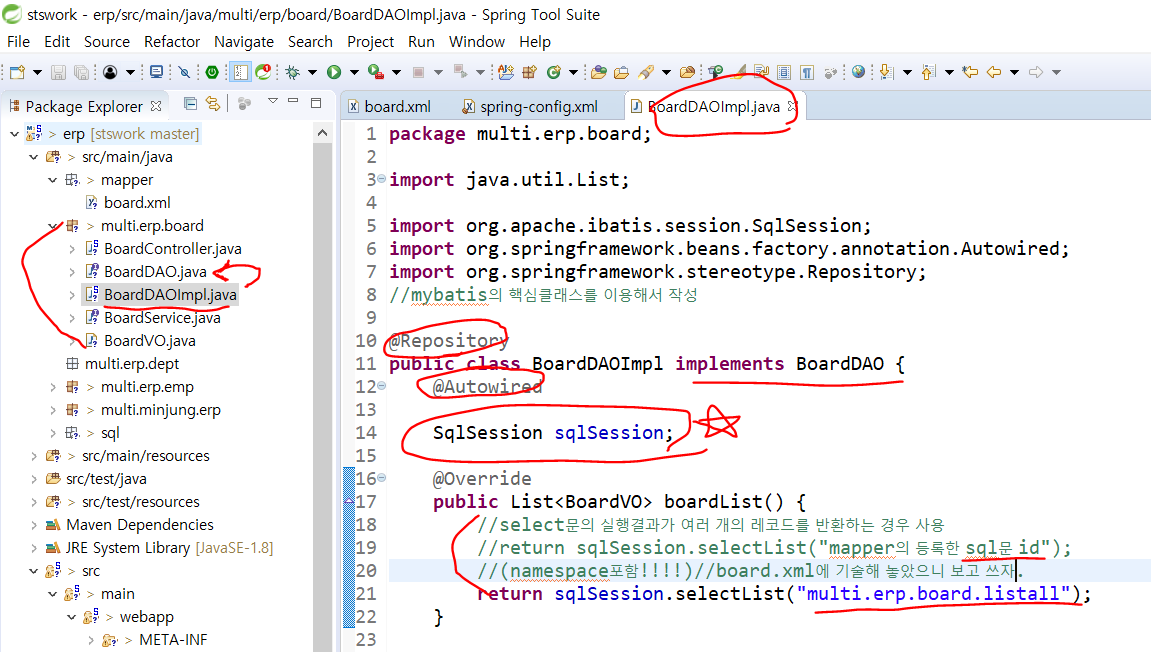 stswork - erp/src/main/java/multi/erp/board/BoardDAOImpl.java - Spring Tool Suite
File Edit Source Refactor Navigate Search Project Run Window Help
Package Explorer
erp [stswork master]
src/main/java
mapper
board.xml
multi.erp.board
BoardController.java
BoardDAO.java
BoardDAOImpl.java
BoardService.java
BoardVO.java
multi.erp.dept
multi.erp.emp
multi.minjung.erp
sql
src/main/resources
src/test/java
src/test/resources
Maven Dependencies
JRE System Library [JavaSE-1.8]
src
main
webapp
META-INF
board.xml spring-config.xml BoardDAOImpl.java
1 package multi.erp.board;
2
3 import java.util.List;
4
5 import org.apache.ibatis.session.SqlSession;
6 import org.springframework.beans.factory.annotation.Autowired;
7 import org.springframework.stereotype.Repository;
8 //mybatis의 핵심클래스를 이용해서 작성
9
10 @Repository
11 public class BoardDAOImpl implements BoardDAO {
12 @Autowired
13
14 SqlSession sqlSession;
15
16 @Override
17 public List<BoardVO> boardList() {
18 //select문의 실행결과가 여러 개의 레코드를 반환하는 경우 사용
19 //return sqlSession.selectList("mapper의 등록한 sql문 id");
20 //(namespace포함!!!!)//board.xml에 기술해 놓았으니 보고 쓰자.
21 return sqlSession.selectList("multi.erp.board.listall");
22 }
23